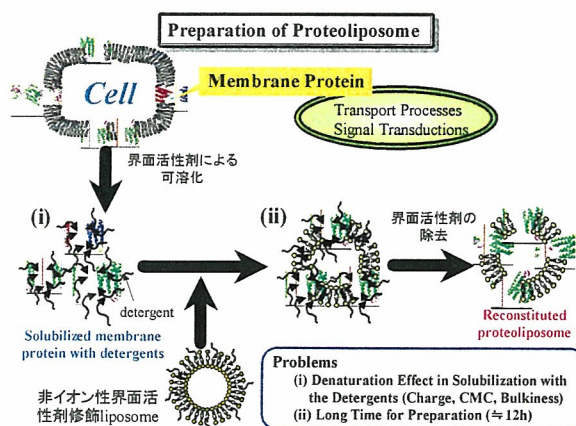 Preparation of Proteoliposome
Cell
Membrane Protein
Transport Processes
Signal Transductions
界面活性剤による
可溶化
(i)
detergent
Solubilized membrane
protein with detergents
非イオン性界面活
性剤修飾liposome
(ii)
界面活性剤の
除去
Reconstituted
proteoliposome
Problems
(i) Denaturation Effect in Solubilization with
the Detergents (Charge, CMC, Bulkiness)
(ii) Long Time for Preparation (≒12h)